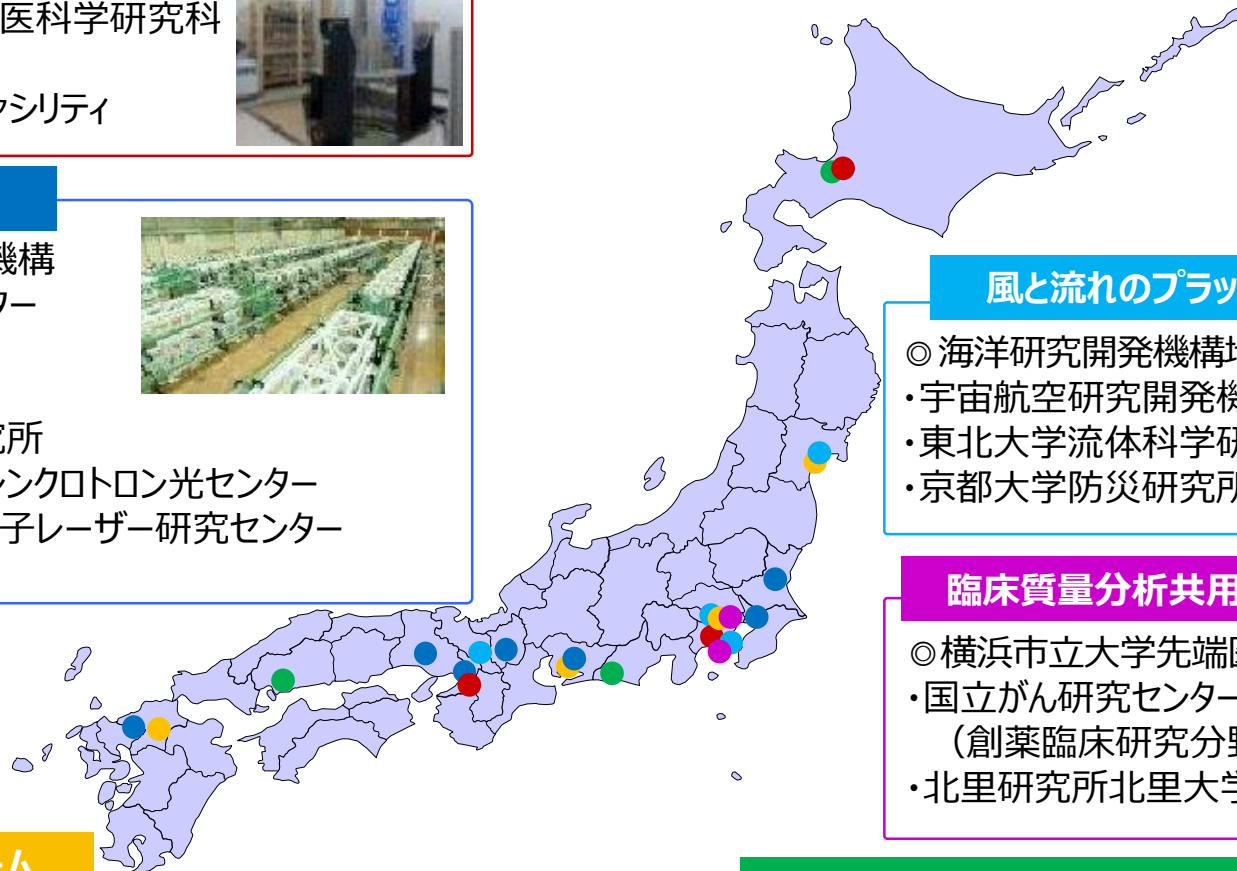 医科学研究科
ァシリティ
機構
ター
究所
シンクロトロン光センター
子レーザー研究センター
風と流れのプラッ
◎海洋研究開発機構
・宇宙航空研究開発機
・東北大学流体科学研
・京都大学防災研究所
臨床質量分析共用
◎横浜市立大学先端医
・国立がん研究センター
（創薬臨床研究分野
・北里研究所北里大学
ム